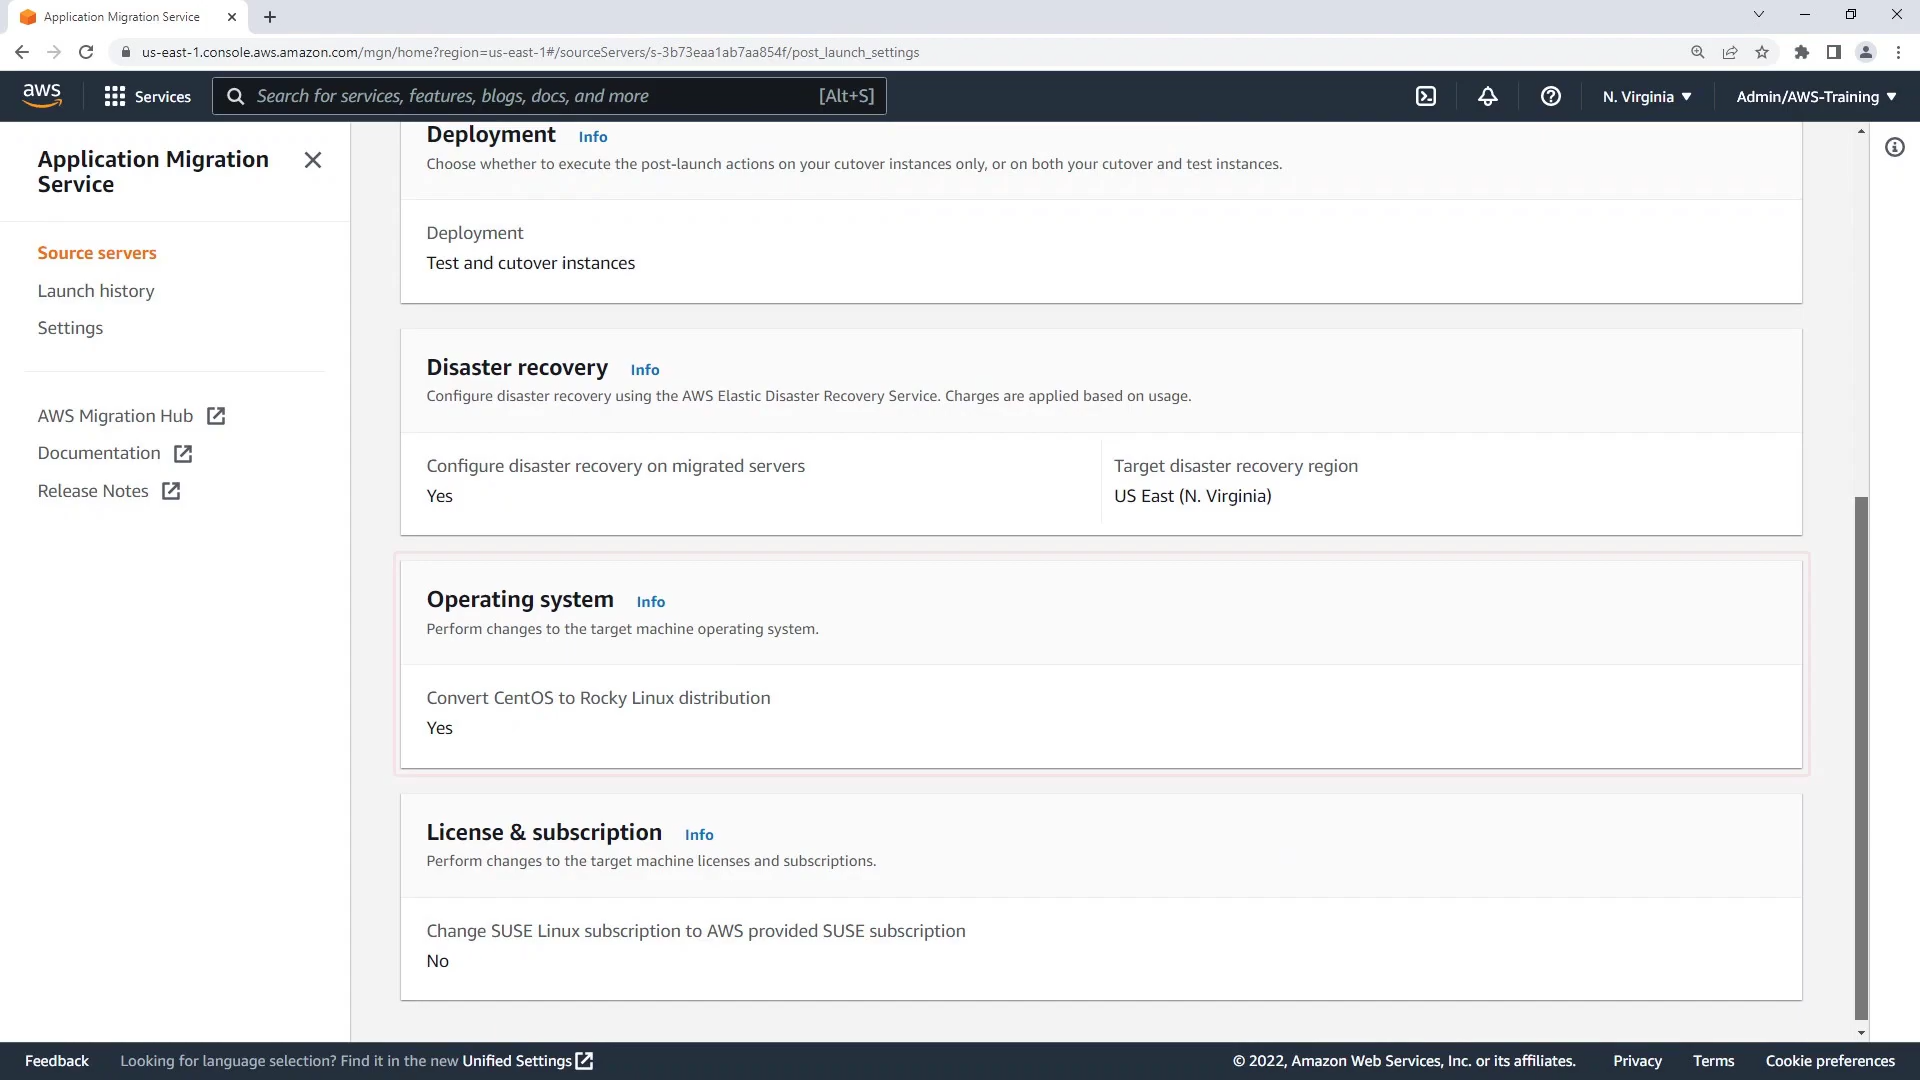 Application Migration Service
us-east-1.console.aws.amazon.com/mgn/home?region=us-east-1#/sourceServers/s-3b73eaa1ab7aa854f/post_launch_settings
aws
Services
Search for services, features, blogs, docs, and more
[Alt+S]
N. Virginia
Admin/AWS-Training
Application Migration
Service
Source servers
Launch history
Settings
AWS Migration Hub
Documentation
Release Notes
Deployment Info
Choose whether to execute the post-launch actions on your cutover instances only, or on both your cutover and test instances.
Deployment
Test and cutover instances
Disaster recovery Info
Configure disaster recovery using the AWS Elastic Disaster Recovery Service. Charges are applied based on usage.
Configure disaster recovery on migrated servers
Yes
Target disaster recovery region
US East (N. Virginia)
Operating system Info
Perform changes to the target machine operating system.
Convert CentOS to Rocky Linux distribution
Yes
License & subscription Info
Perform changes to the target machine licenses and subscriptions.
Change SUSE Linux subscription to AWS provided SUSE subscription
No
Feedback
Looking for language selection? Find it in the new Unified Settings
© 2022, Amazon Web Services, Inc. or its affiliates.
Privacy
Terms
Cookie preferences